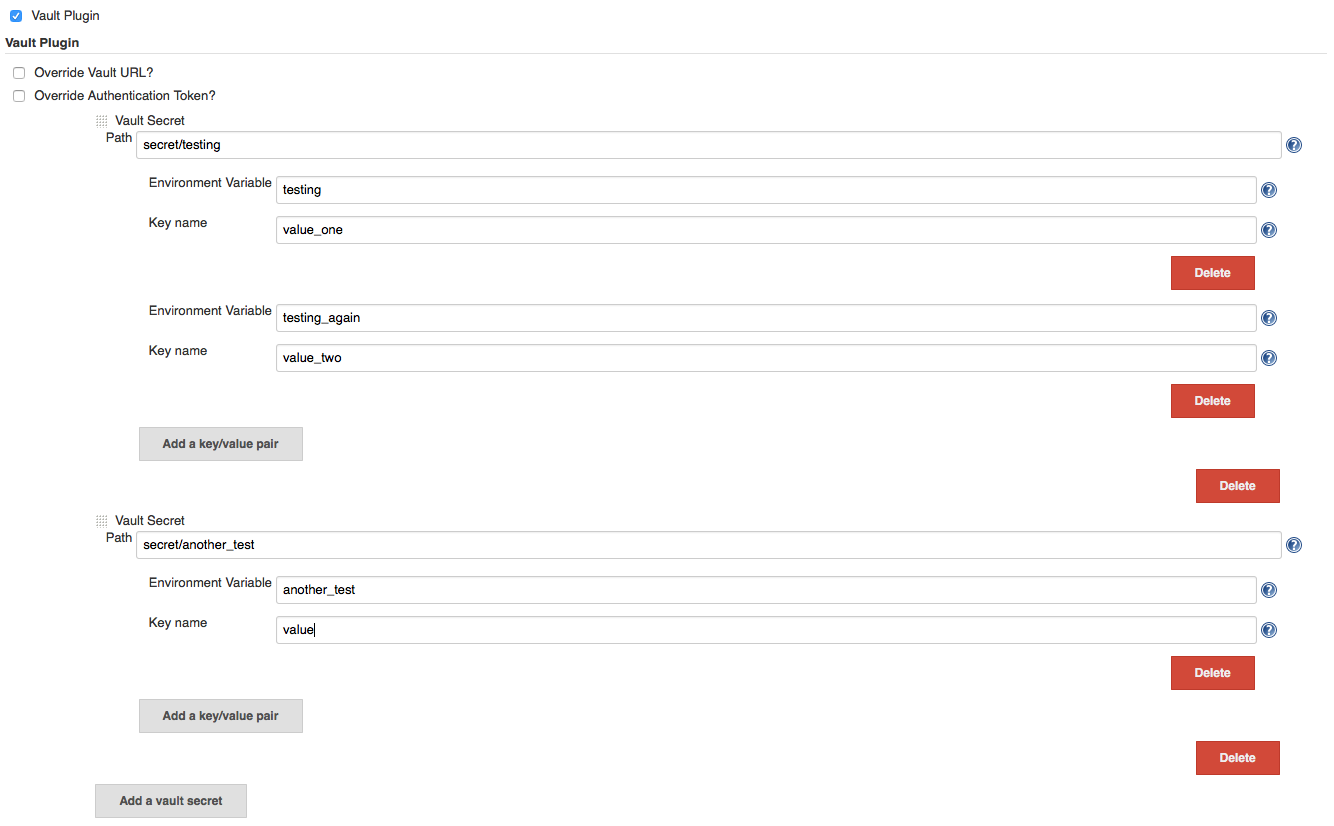 Vault Plugin
Vault Plugin
Override Vault URL?
Override Authentication Token?
Vault Secret
Path secret/testing
Environment Variable testing
Key name value_one
Delete
Environment Variable testing_again
Key name value_two
Delete
Add a key/value pair
Delete
Vault Secret
Path secret/another_test
Environment Variable another_test
Key name value
Delete
Add a key/value pair
Delete
Add a vault secret